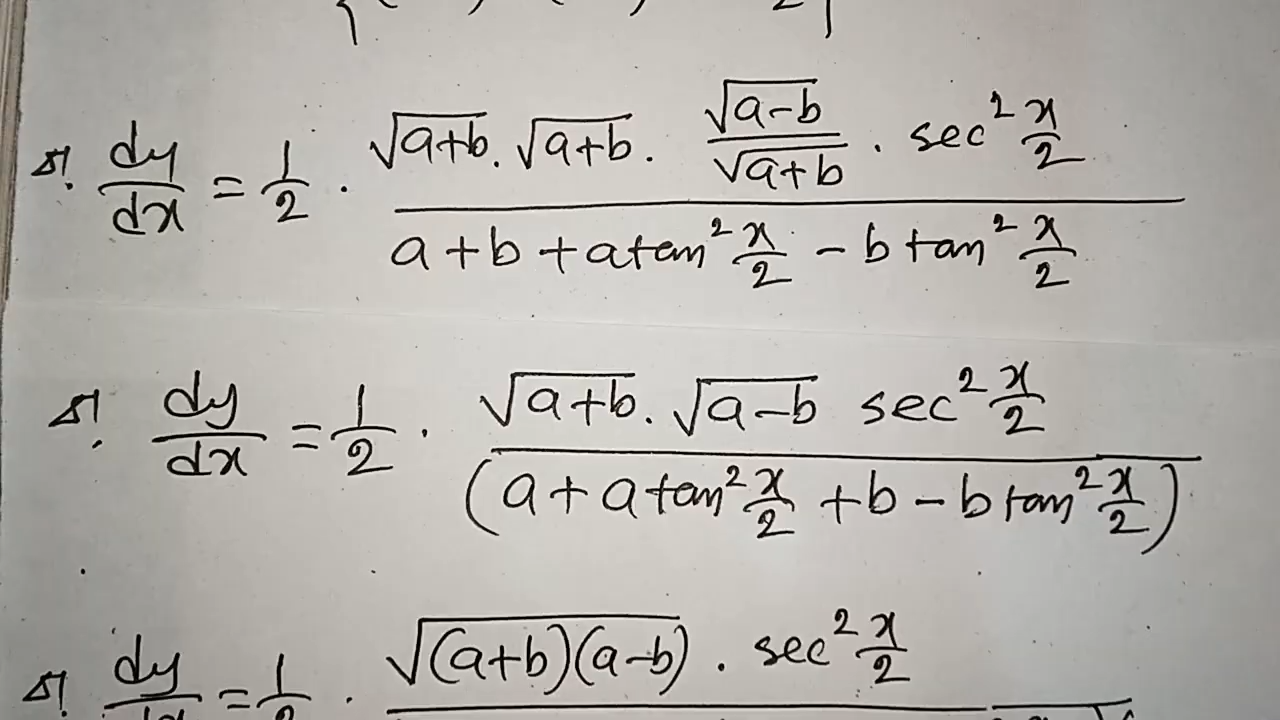 বা, dy/dx = 1/2 . √(a+b) . √(a+b) . √(a-b)/√(a+b) . sec² x/2 / a + b + a tan² x/2 - b tan² x/2
বা, dy/dx = 1/2 . √(a+b) . √(a-b) sec² x/2 / (a + a tan² x/2 + b - b tan² x/2)
বা, dy/dx = 1/2 . √((a+b)(a-b)) . sec² x/2